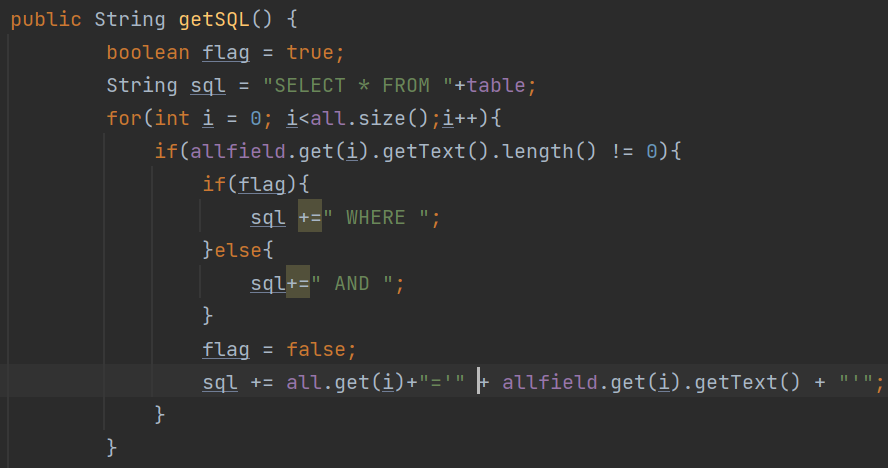 public String getSQL() {
boolean flag = true;
String sql = "SELECT * FROM "+table;
for(int i = 0; i<all.size();i++){
if(allfield.get(i).getText().length() != 0){
if(flag){
sql +=" WHERE ";
}else{
sql+=" AND ";
}
flag = false;
sql += all.get(i)+"='" + allfield.get(i).getText() + "'";
}
}